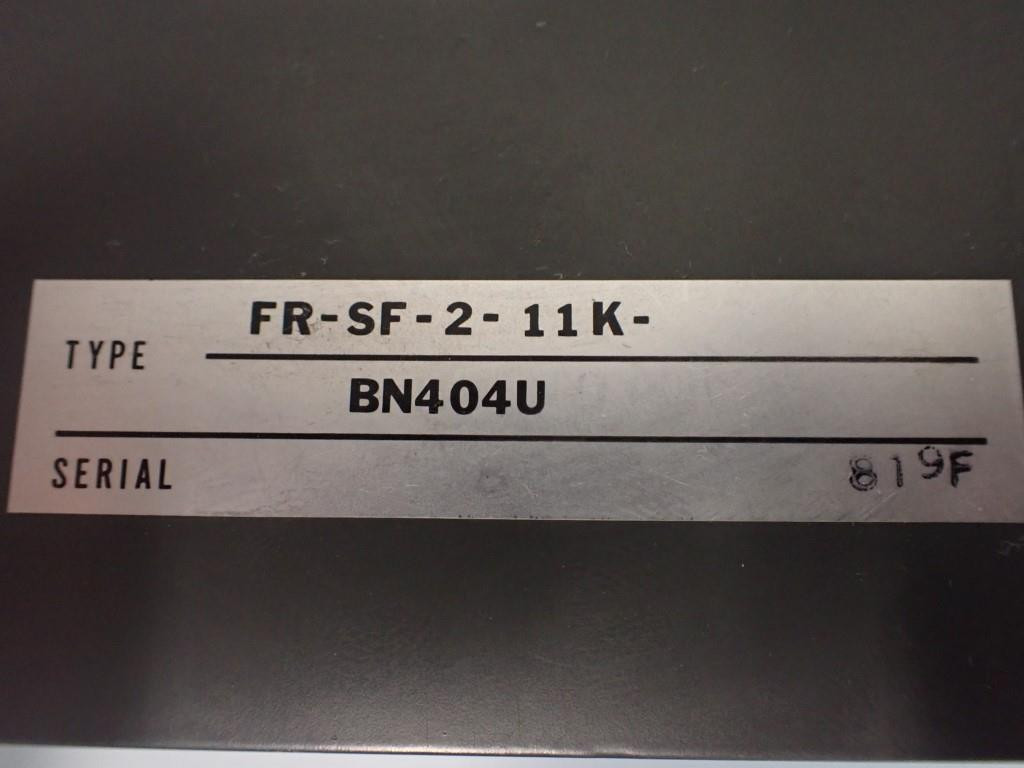 FR-SF-2-11K-
TYPE
BN404U
SERIAL 819F